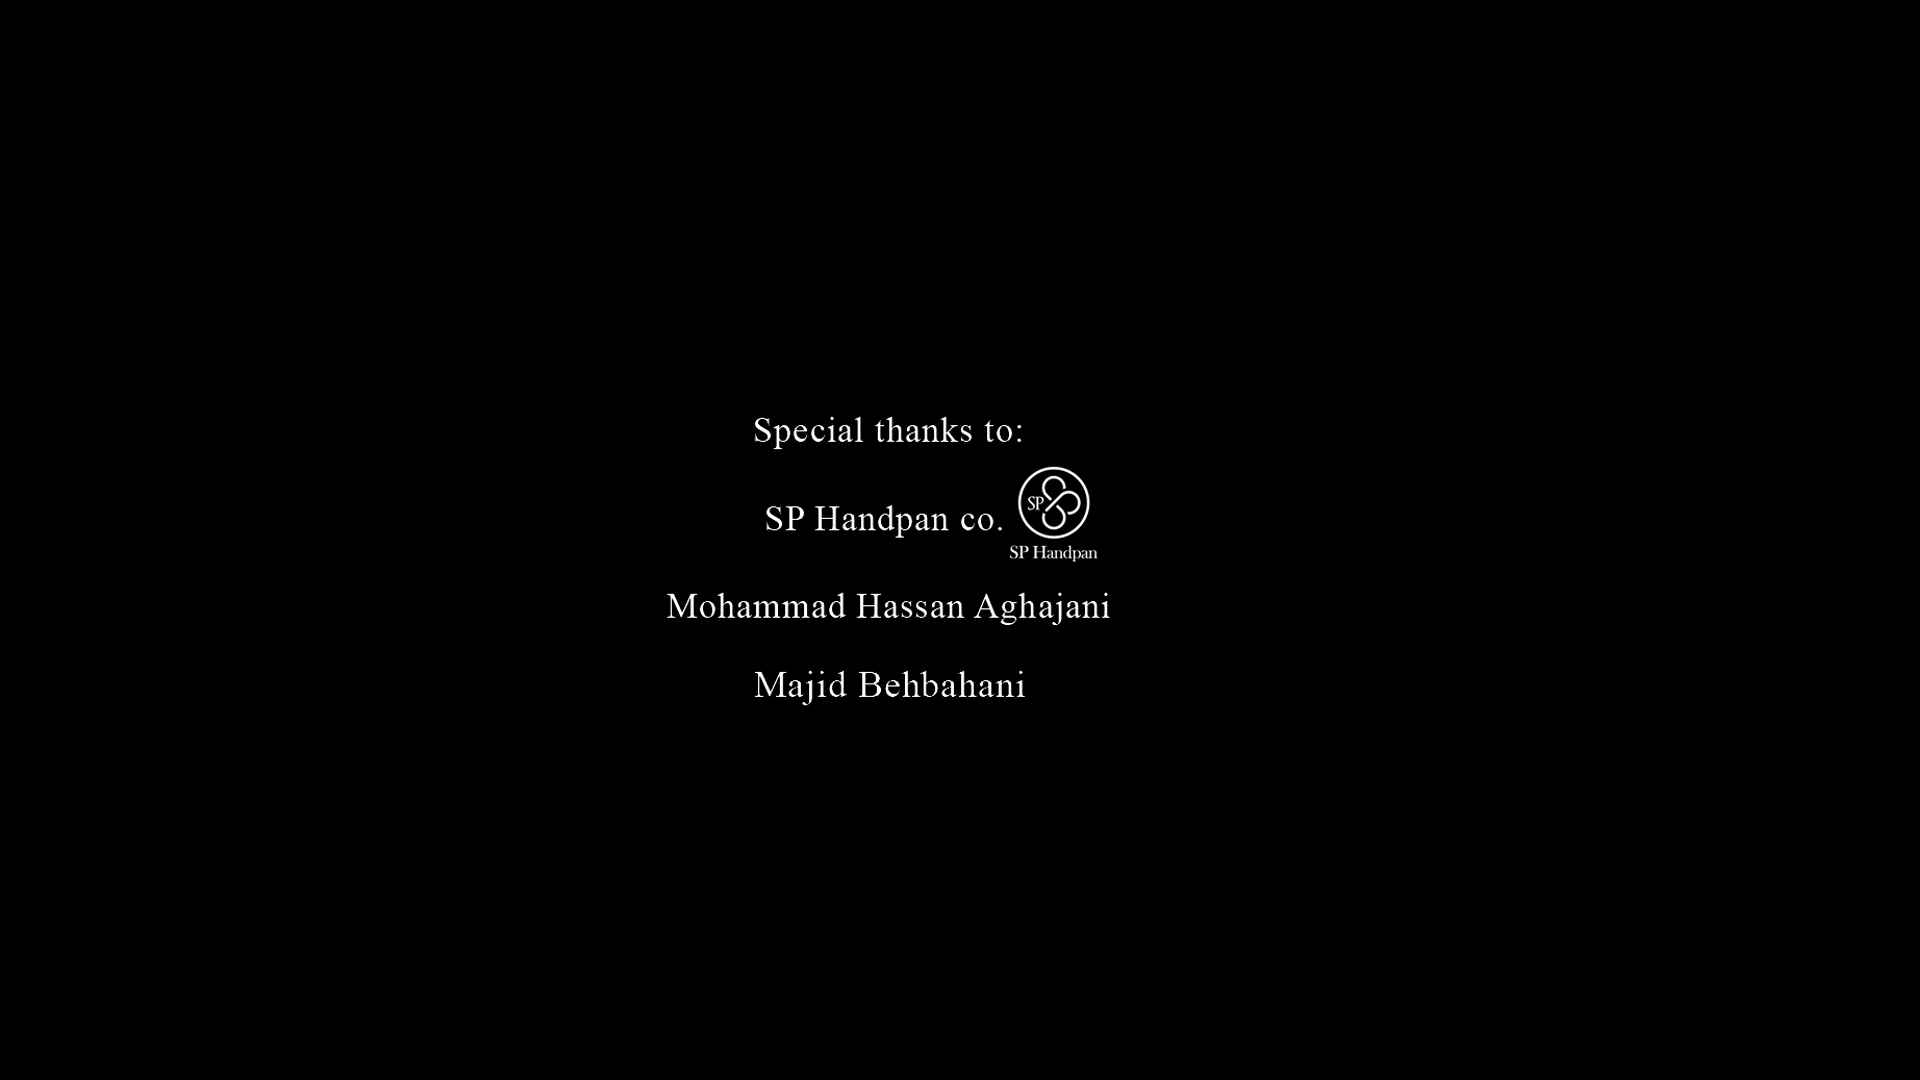 Special thanks to:
SP Handpan co.
SP
SP Handpan
Mohammad Hassan Aghajani
Majid Behbahani